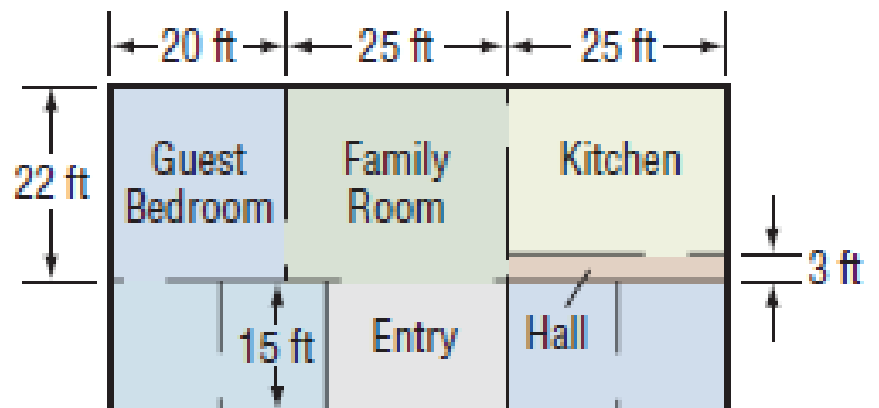 20 ft
25 ft
25 ft
22 ft
Guest
Bedroom
Family
Room
Kitchen
3 ft
15 ft
Entry
Hall